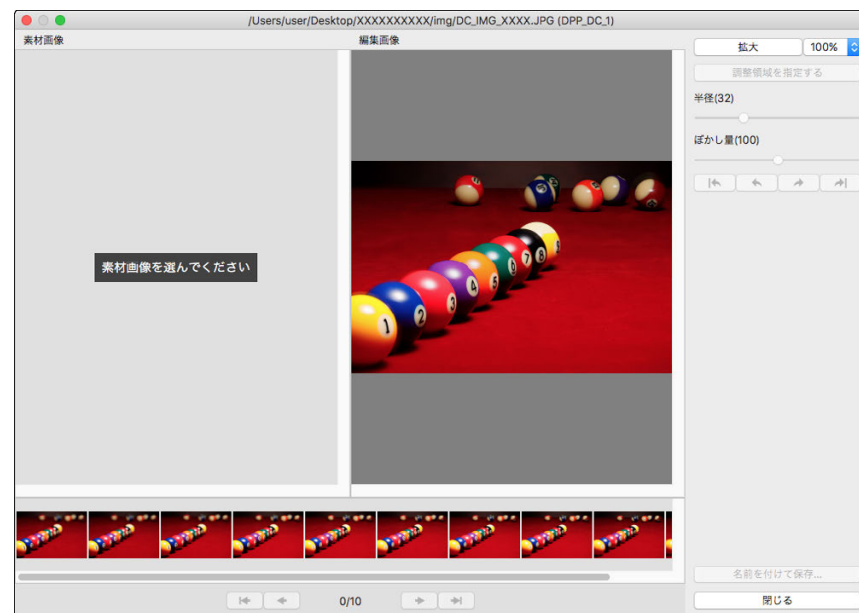 /Users/user/Desktop/XXXXXXXXXX/img/DC_IMG_XXXX.JPG (DPP_DC_1)
素材画像
編集画像
拡大
100%
調整領域を指定する
半径(32)
ぼかし量(100)
素材画像を選んでください
1
2
3
4
5
6
7
8
9
0/10
名前を付けて保存...
閉じる